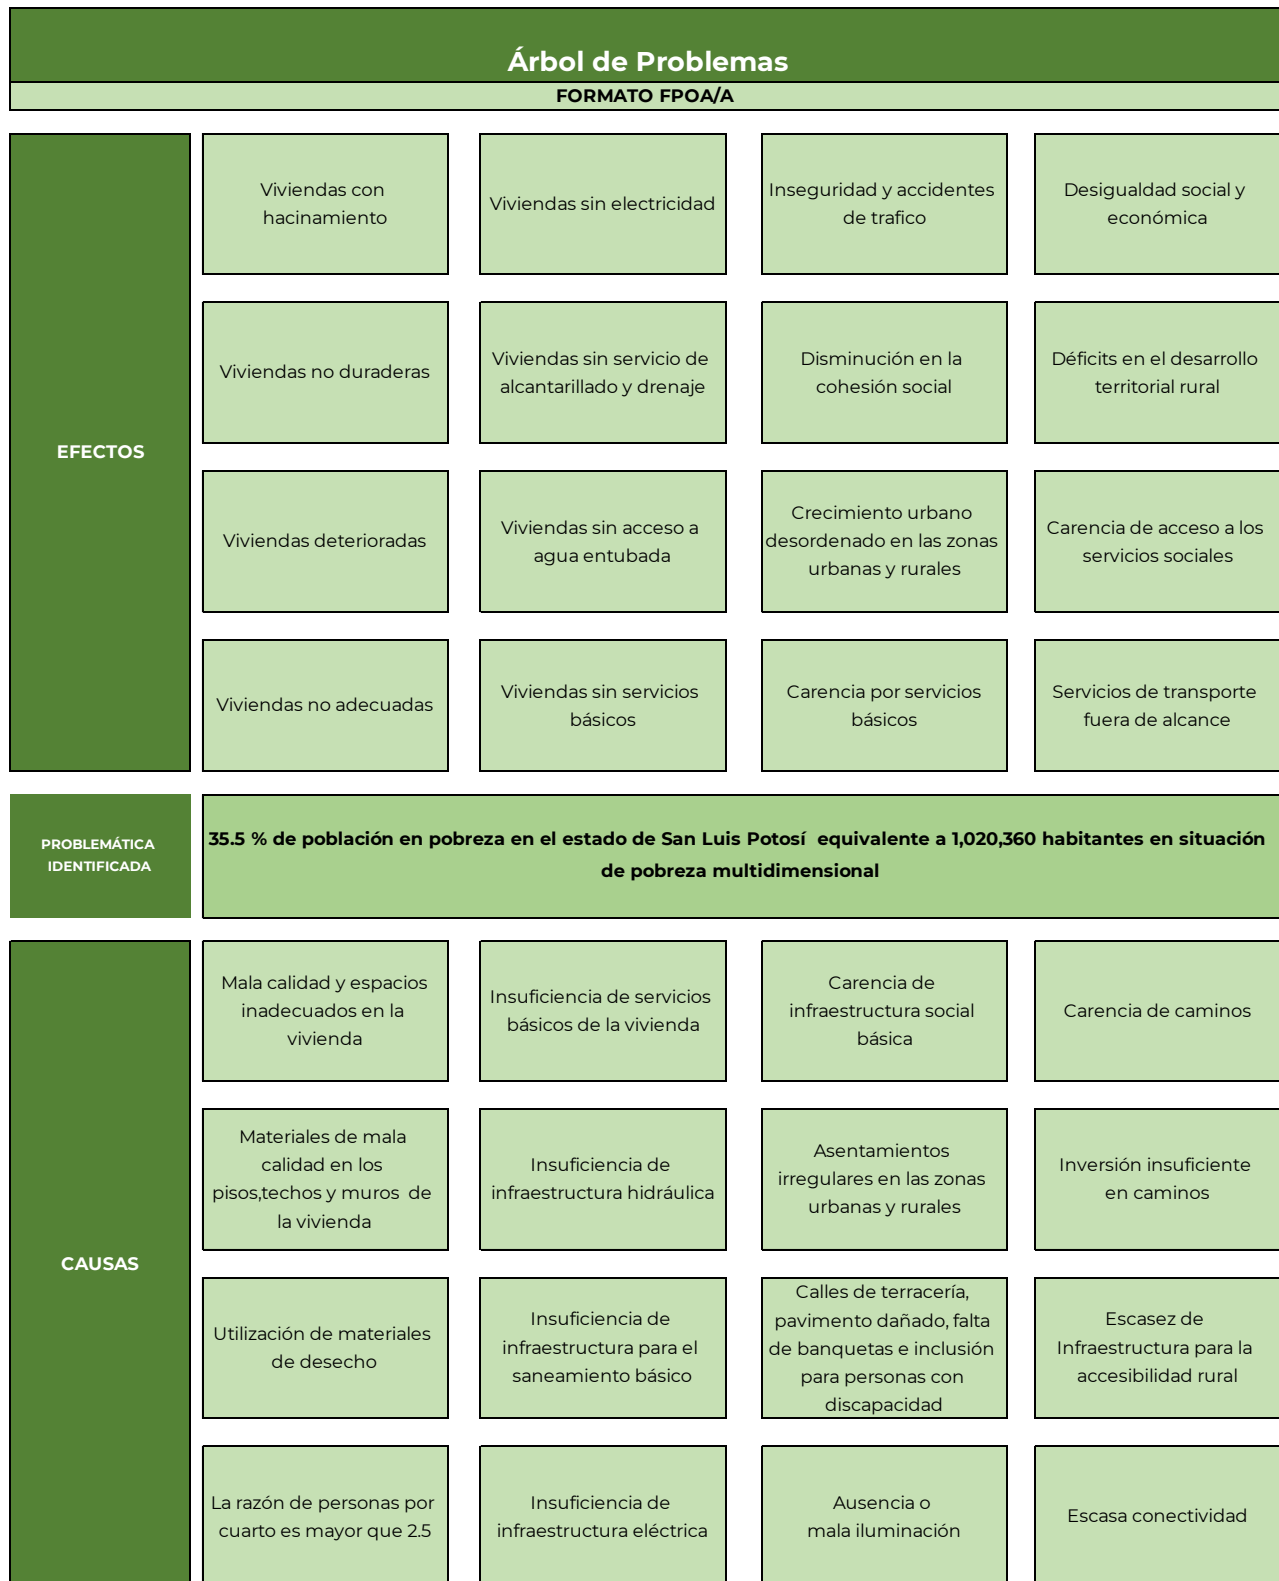 Árbol de Problemas
FORMATO FPOA/A
EFECTOS
Viviendas con
hacinamiento
Viviendas sin electricidad
Inseguridad y accidentes
de trafico
Desigualdad social y
económica
Viviendas no duraderas
Viviendas sin servicio de
alcantarillado y drenaje
Disminución en la
cohesión social
Déficits en el desarrollo
territorial rural
Viviendas deterioradas
Viviendas sin acceso a
agua entubada
Crecimiento urbano
desordenado en las zonas
urbanas y rurales
Carencia de acceso a los
servicios sociales
Viviendas no adecuadas
Viviendas sin servicios
básicos
Carencia por servicios
básicos
Servicios de transporte
fuera de alcance
PROBLEMÁTICA
IDENTIFICADA
35.5 % de población en pobreza en el estado de San Luis Potosí  equivalente a 1,020,360 habitantes en situación
de pobreza multidimensional
CAUSAS
Mala calidad y espacios
inadecuados en la
vivienda
Insuficiencia de servicios
básicos de la vivienda
Carencia de
infraestructura social
básica
Carencia de caminos
Materiales de mala
calidad en los
pisos,techos y muros  de
la vivienda
Insuficiencia de
infraestructura hidráulica
Asentamientos
irregulares en las zonas
urbanas y rurales
Inversión insuficiente
en caminos
Utilización de materiales
de desecho
Insuficiencia de
infraestructura para el
saneamiento básico
Calles de terracería,
pavimento dañado, falta
de banquetas e inclusión
para personas con
discapacidad
Escasez de
Infraestructura para la
accesibilidad rural
La razón de personas por
cuarto es mayor que 2.5
Insuficiencia de
infraestructura eléctrica
Ausencia o
mala iluminación
Escasa conectividad